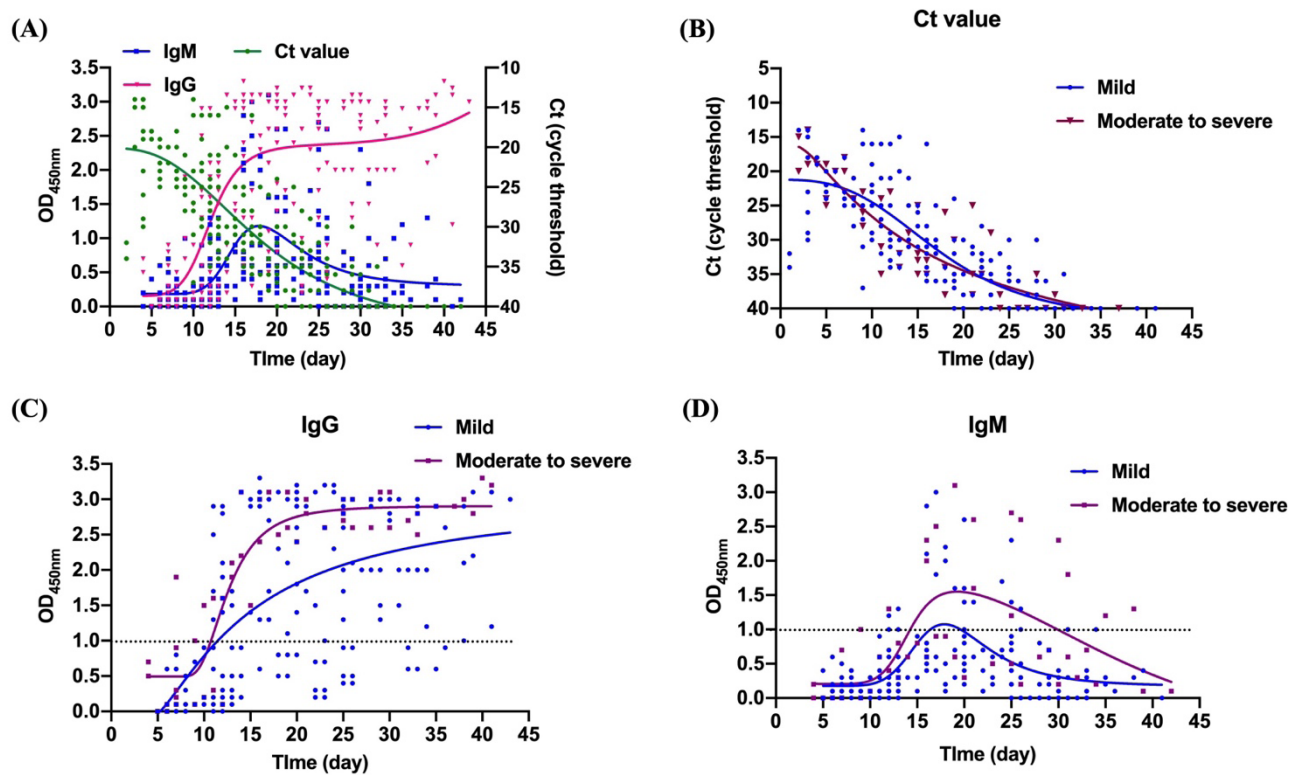 (A)
IgM
Ct value
IgG
3.5
3.0
2.5
2.0
1.5
1.0
0.5
0.0
OD450nm
10
15
20
25
30
35
40
Ct (cycle threshold)
0 5 10 15 20 25 30 35 40 45
TIme (day)
(B)
Ct value
Mild
Moderate to severe
5
10
15
20
25
30
35
40
Ct (cycle threshold)
0 5 10 15 20 25 30 35 40 45
TIme (day)
(C)
IgG
Mild
Moderate to severe
3.5
3.0
2.5
2.0
1.5
1.0
0.5
0.0
OD450nm
0 5 10 15 20 25 30 35 40 45
TIme (day)
(D)
IgM
Mild
Moderate to severe
3.5
3.0
2.5
2.0
1.5
1.0
0.5
0.0
OD450nm
0 5 10 15 20 25 30 35 40 45
TIme (day)